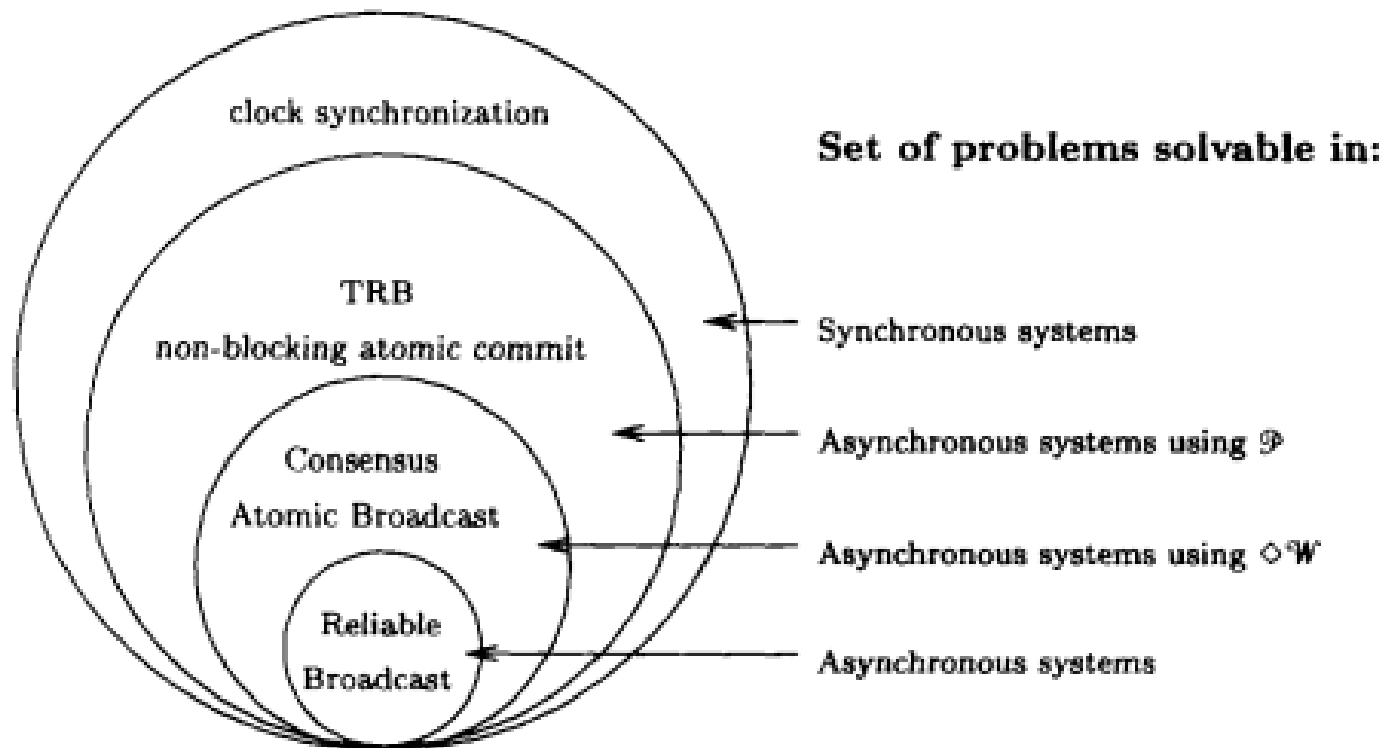 clock synchronization
Set of problems solvable in:
TRB
non-blocking atomic commit
Synchronous systems
Asynchronous systems using 𝒫
Consensus
Atomic Broadcast
Asynchronous systems using ◇𝒲
Reliable
Broadcast
Asynchronous systems